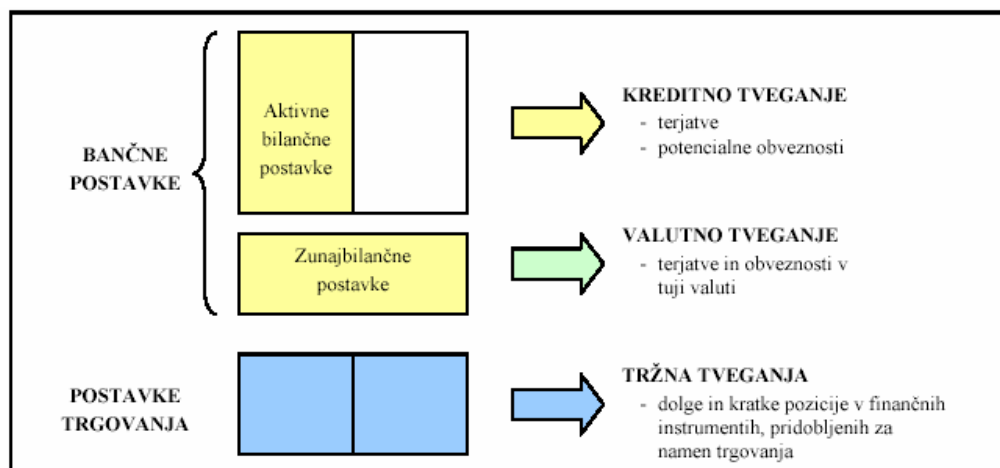 BANČNE
POSTAVKE
Aktivne
bilančne
postavke
KREDITNO TVEGANJE
- terjatve
- potencialne obveznosti
Zunajbilančne
postavke
VALUTNO TVEGANJE
- terjatve in obveznosti v
tuji valuti
POSTAVKE
TRGOVANJA
TRŽNA TVEGANJA
- dolge in kratke pozicije v finančnih
instrumentih, pridobljenih za
namen trgovanja